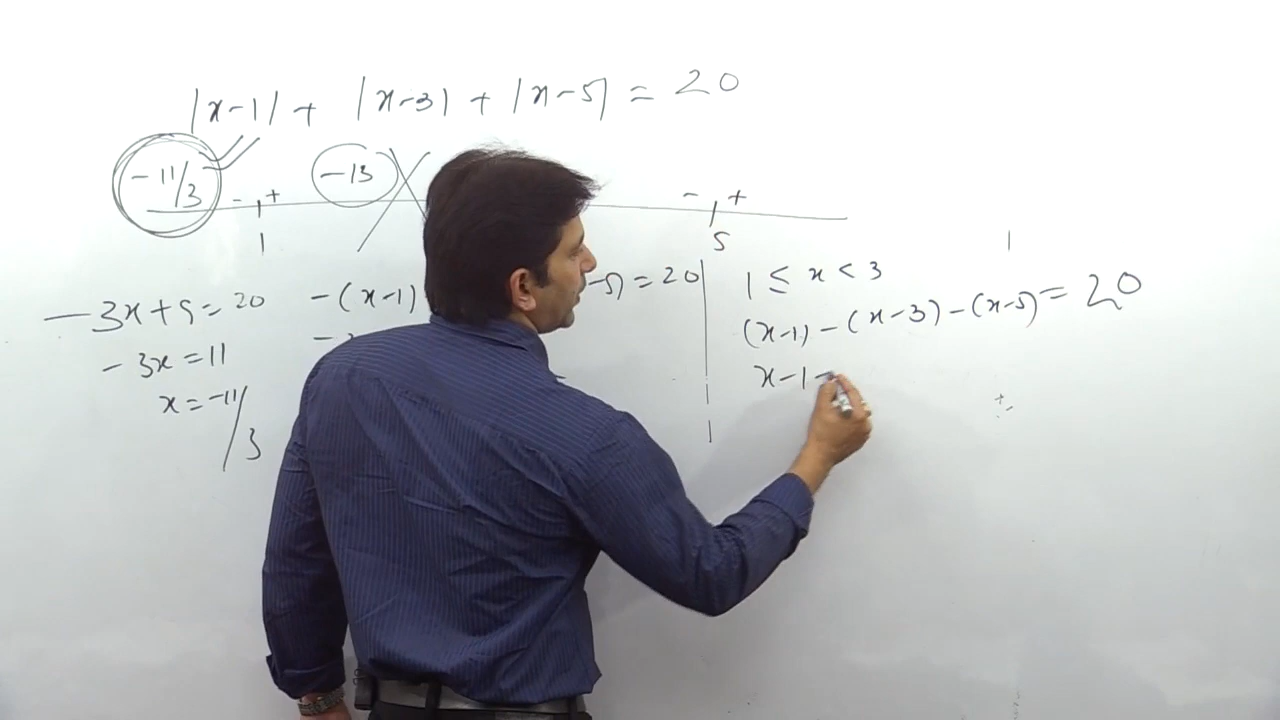 |x-1| + |x-3| + |x-5| = 20
-11/3
-13
- +
- +
1
5
-3x+9=20
-3x=11
x=-11/3
-(x-1)
-5)=20
1 ≤ x < 3
(x-1)-(x-3)-(x-5)=20
x-1-